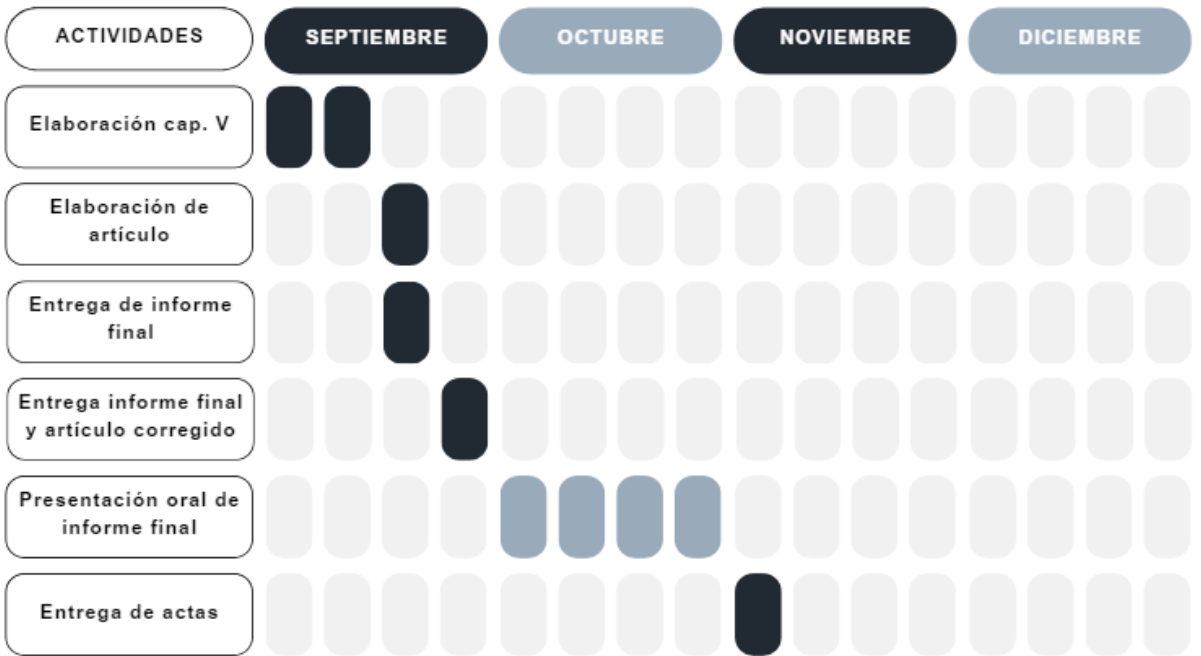 ACTIVIDADES
SEPTIEMBRE
OCTUBRE
NOVIEMBRE
DICIEMBRE
Elaboración cap. V
Elaboración de
artículo
Entrega de informe
final
Entrega informe final
y artículo corregido
Presentación oral de
informe final
Entrega de actas